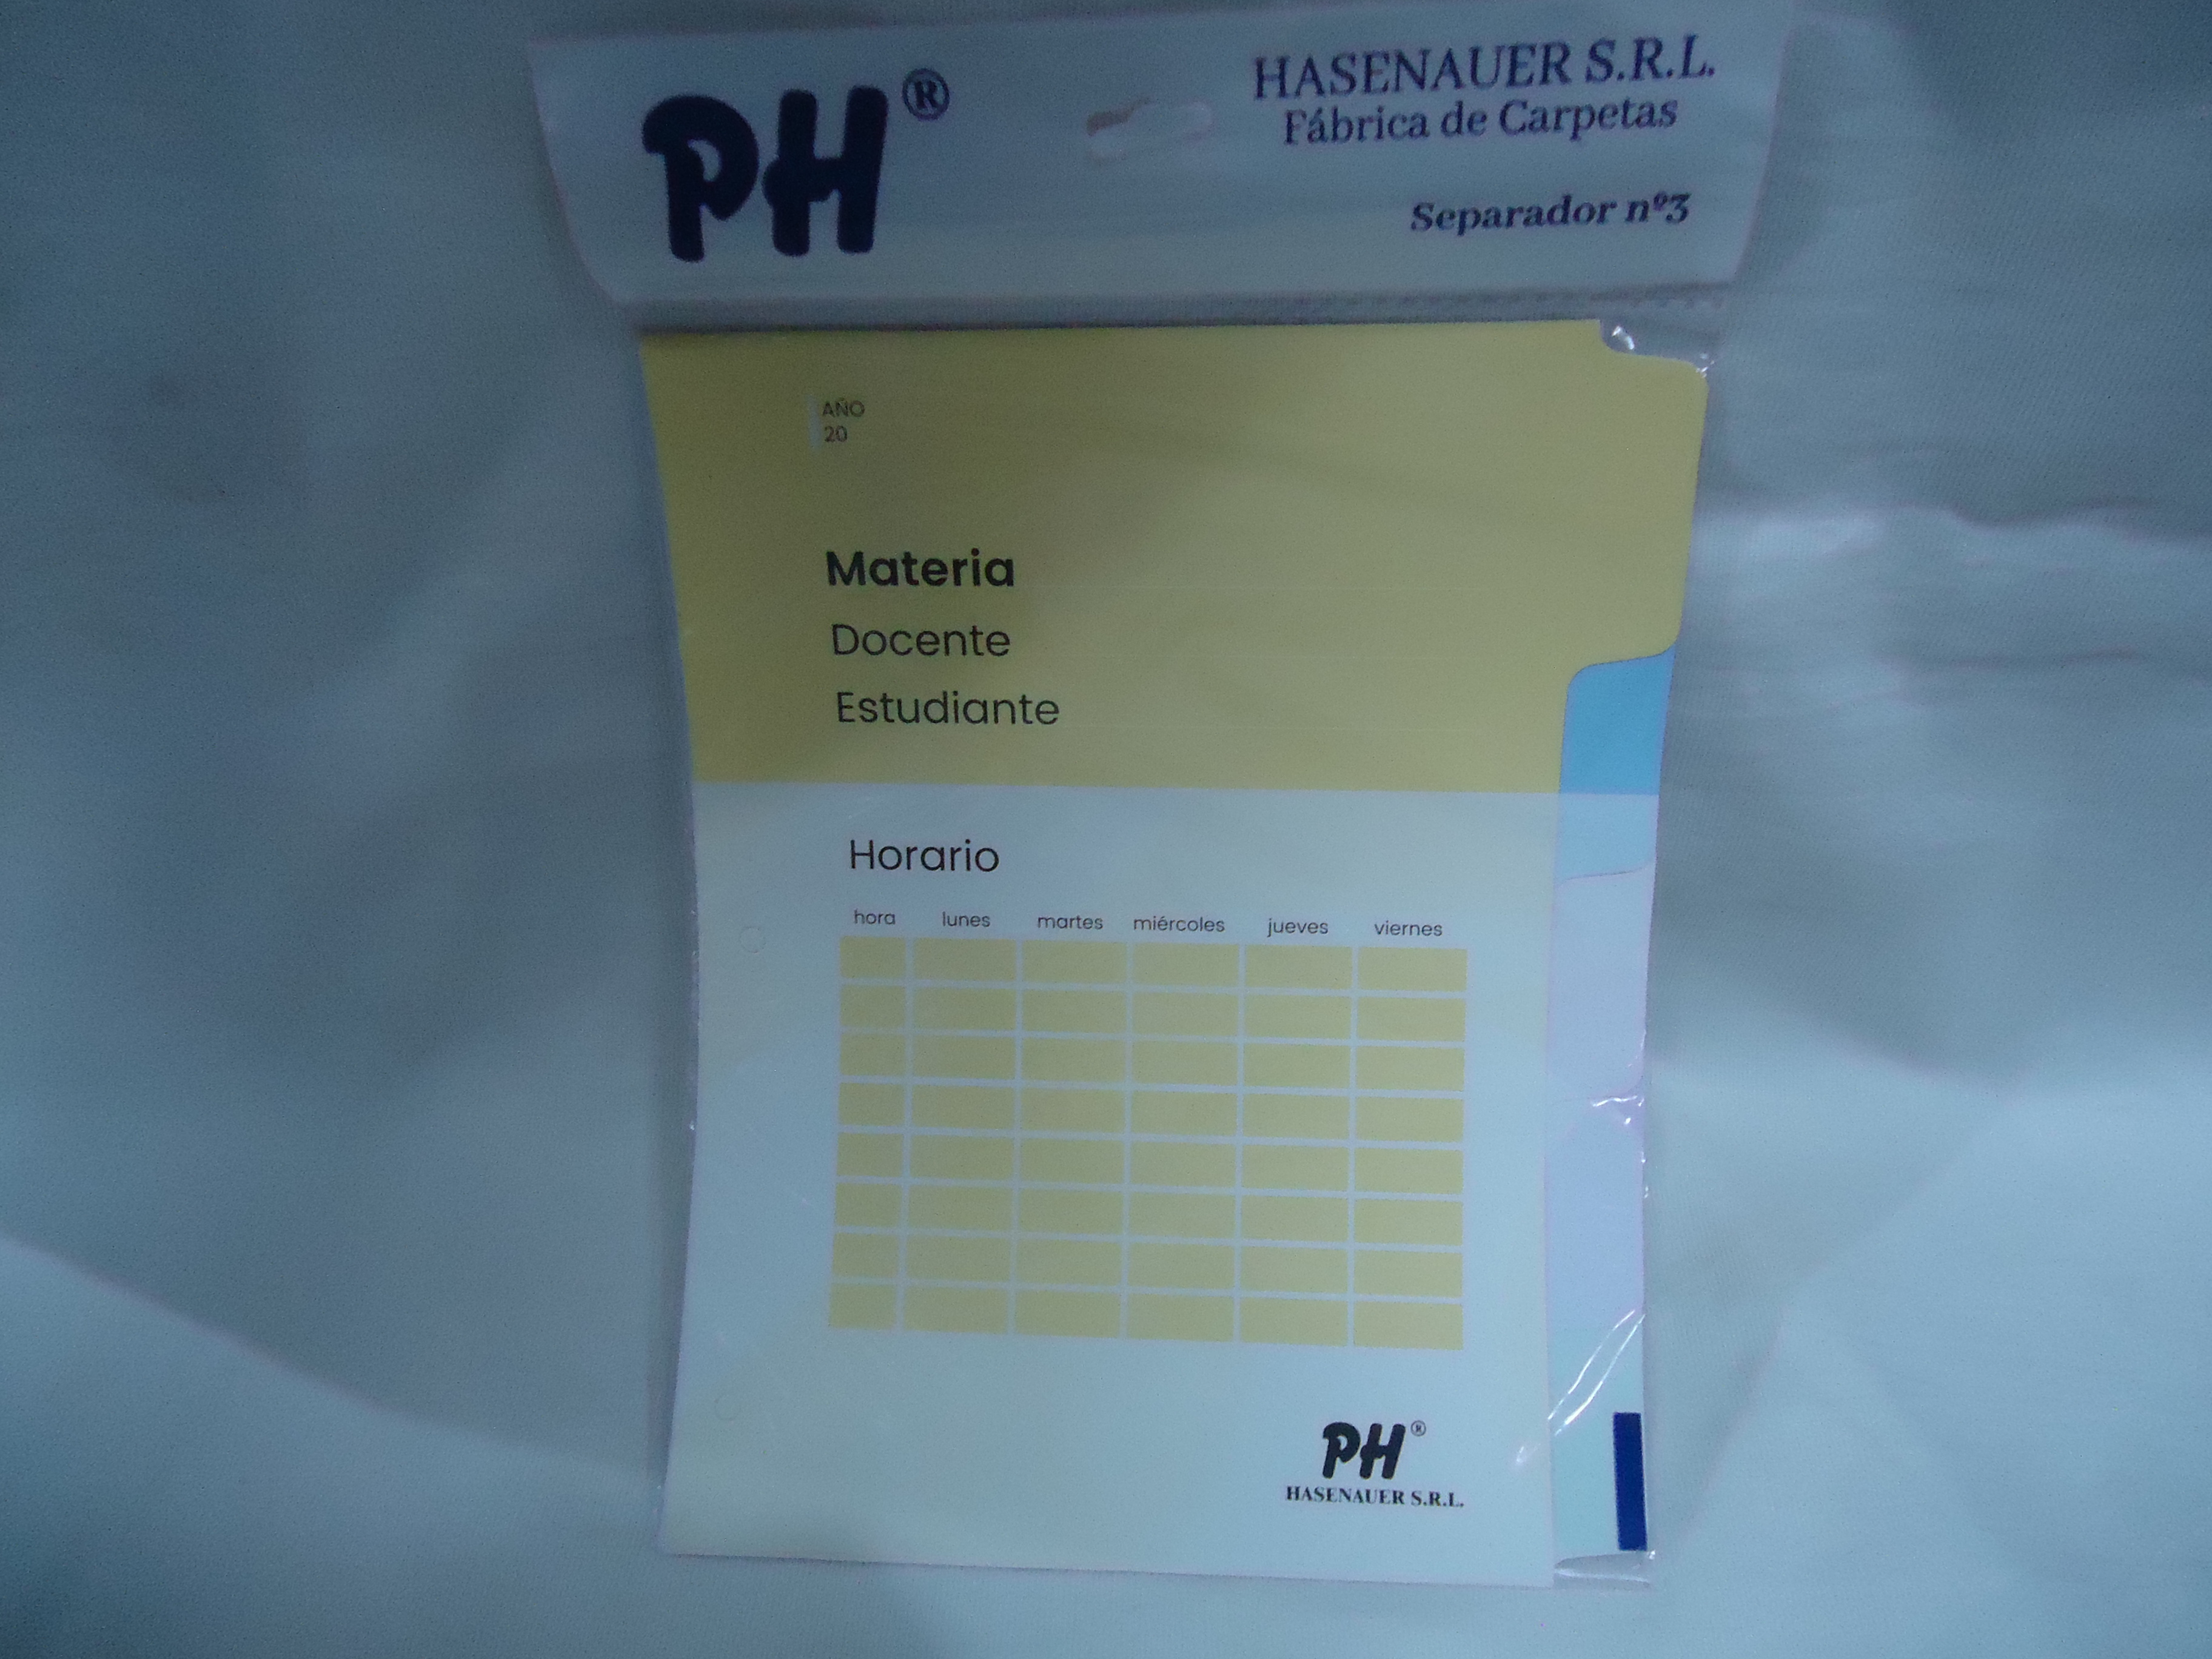 PH®
HASENAUER S.R.L.
Fábrica de Carpetas
Separador nº3
AÑO
20
Materia
Docente
Estudiante
Horario
hora lunes martes miércoles jueves viernes
PH®
HASENAUER S.R.L.